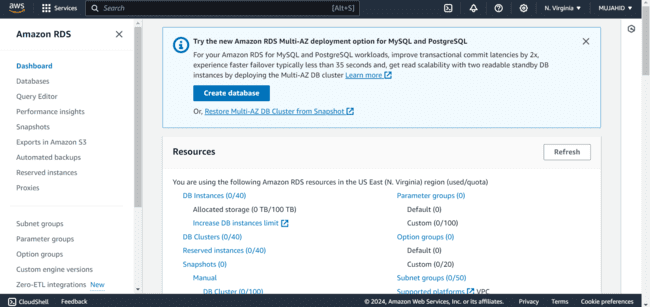 aws
Services
Search
[Alt+S]
N. Virginia
MUJAHID
Amazon RDS
Dashboard
Databases
Query Editor
Performance insights
Snapshots
Exports in Amazon S3
Automated backups
Reserved instances
Proxies
Subnet groups
Parameter groups
Option groups
Custom engine versions
Zero-ETL integrations New
Try the new Amazon RDS Multi-AZ deployment option for MySQL and PostgreSQL
For your Amazon RDS for MySQL and PostgreSQL workloads, improve transactional commit latencies by 2x,
experience faster failover typically less than 35 seconds and, get read scalability with two readable standby DB
instances by deploying the Multi-AZ DB cluster Learn more
Create database
Or, Restore Multi-AZ DB Cluster from Snapshot
Resources
Refresh
You are using the following Amazon RDS resources in the US East (N. Virginia) region (used/quota)
DB Instances (0/40)
Allocated storage (0 TB/100 TB)
Increase DB instances limit
DB Clusters (0/40)
Reserved instances (0/40)
Snapshots (0)
Manual
DB Cluster (0/100)
Parameter groups (0)
Default (0)
Custom (0/100)
Option groups (0)
Default (0)
Custom (0/20)
Subnet groups (0/50)
Supported platforms VPC
CloudShell
Feedback
© 2024, Amazon Web Services, Inc. or its affiliates.
Privacy
Terms
Cookie preferences